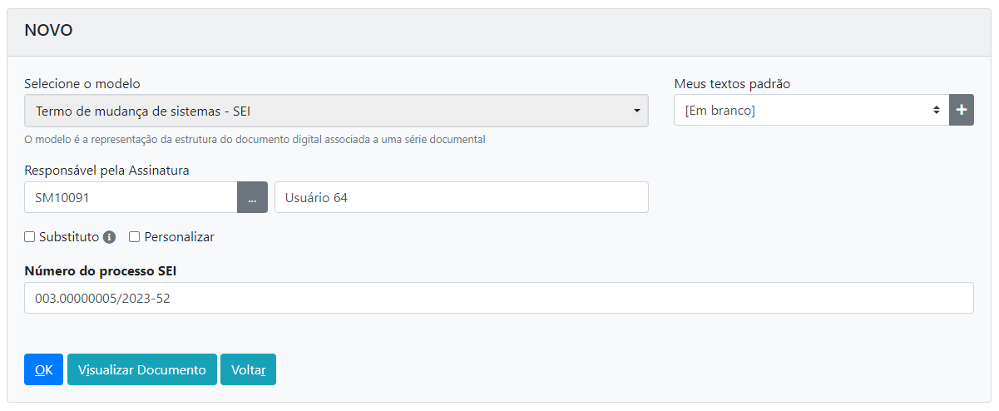 NOVO
Selecione o modelo
Meus textos padrão
Termo de mudança de sistemas - SEI
[Em branco]
+
O modelo é a representação da estrutura do documento digital associada a uma série documental
Responsável pela Assinatura
SM10091
...
Usuário 64
Substituto
Personalizar
Número do processo SEI
003.00000005/2023-52
OK
Visualizar Documento
Voltar